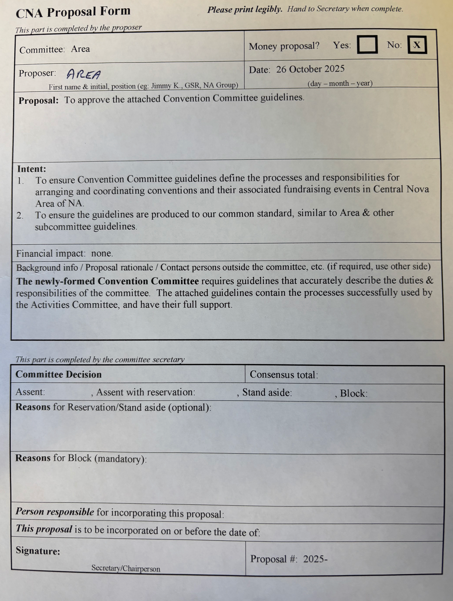 CNA Proposal Form
Please print legibly. Hand to Secretary when complete.
This part is completed by the proposer
Committee: Area
Money proposal? Yes: No: X
Proposer: AREA
First name & initial, position (eg. Jimmy K., GSR, NA Group)
Date: 26 October 2025
(day – month – year)
Proposal: To approve the attached Convention Committee guidelines.
Intent:
1. To ensure Convention Committee guidelines define the processes and responsibilities for
arranging and coordinating conventions and their associated fundraising events in Central Nova
Area of NA.
2. To ensure the guidelines are produced to our common standard, similar to Area & other
subcommittee guidelines.
Financial impact: none.
Background info / Proposal rationale / Contact persons outside the committee, etc. (if required, use other side)
The newly-formed Convention Committee requires guidelines that accurately describe the duties &
responsibilities of the committee. The attached guidelines contain the processes successfully used by
the Activities Committee, and have their full support.
This part is completed by the committee secretary
Committee Decision
Consensus total:
Assent: , Assent with reservation: , Stand aside: , Block:
Reasons for Reservation/Stand aside (optional):
Reasons for Block (mandatory):
Person responsible for incorporating this proposal:
This proposal is to be incorporated on or before the date of:
Signature:
Secretary/Chairperson
Proposal #: 2025-